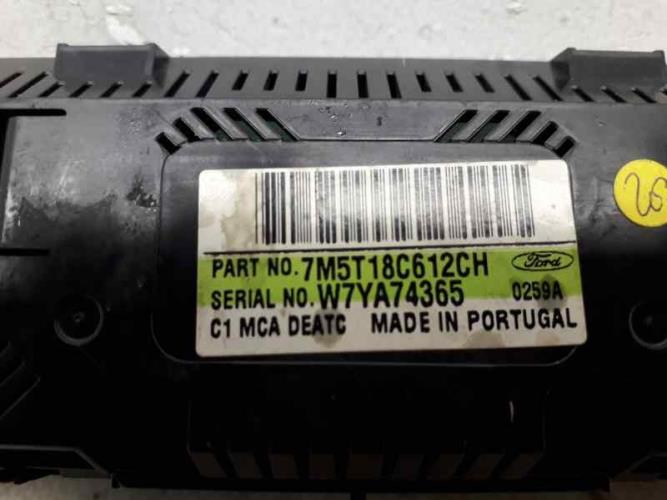 PART NO. 7M5T18C612CH Ford
SERIAL NO. W7YA74365 0259A
C1 MCA DEATC MADE IN PORTUGAL